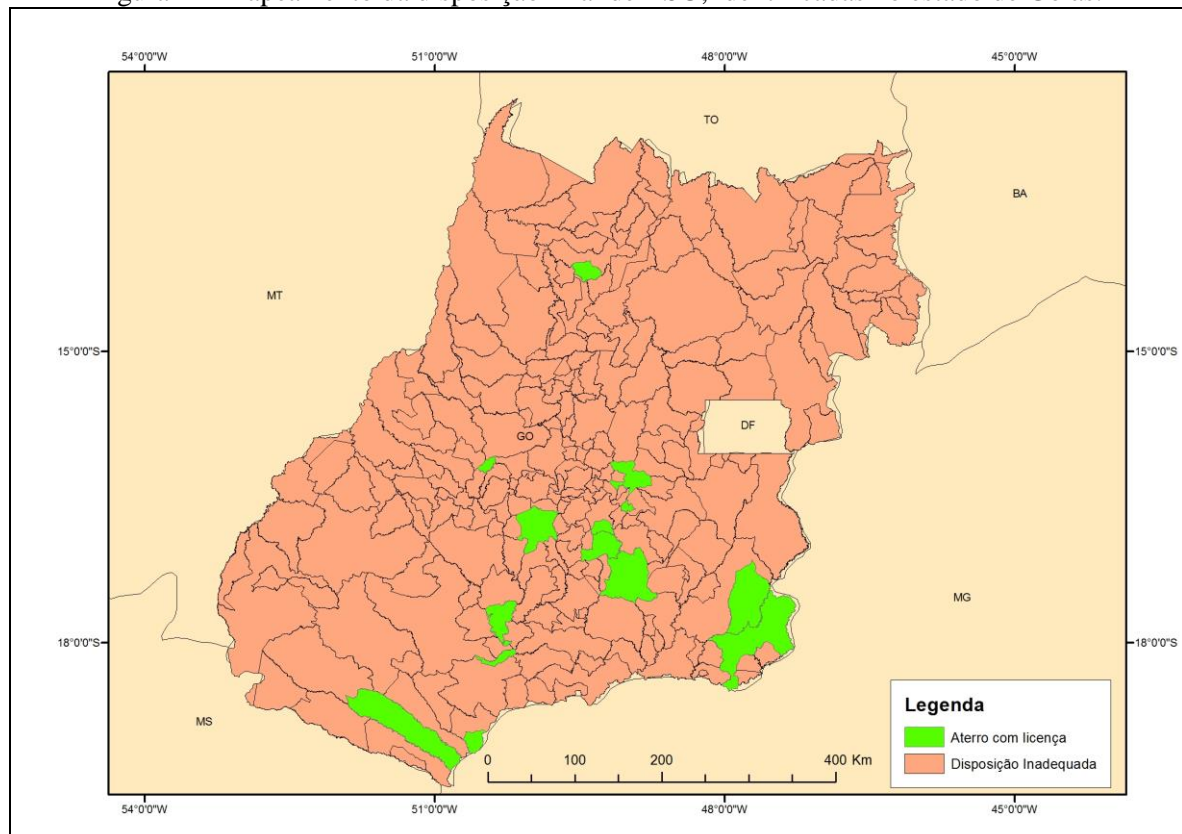 54°0'0"W 51°0'0"W 48°0'0"W 45°0'0"W
TO
BA
MT
15°0'0"S 15°0'0"S
DF
GO
MG
18°0'0"S 18°0'0"S
MS
Legenda
Aterro com licença
Disposição Inadequada
0 100 200 400 Km
54°0'0"W 51°0'0"W 48°0'0"W 45°0'0"W